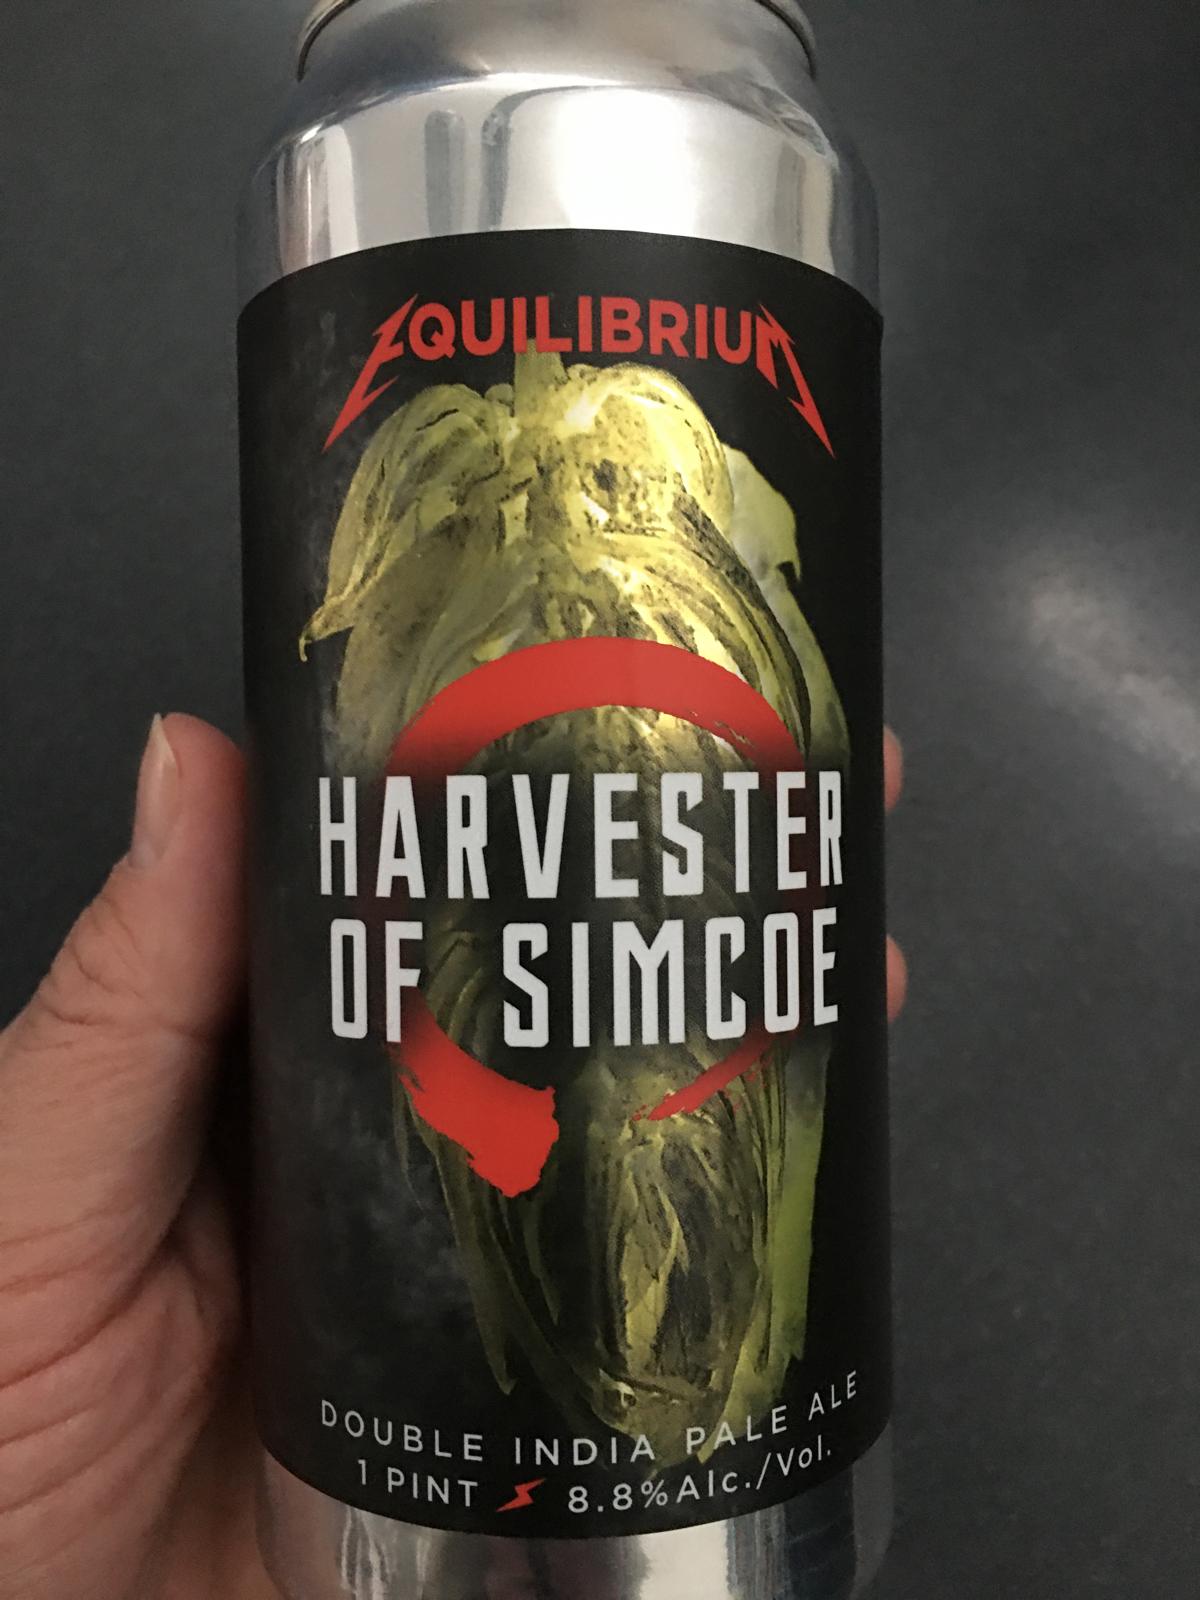 EQUILIBRIUM
HARVESTER
OF SIMCOE
DOUBLE INDIA PALE ALE
1 PINT 8.8%Alc./Vol.